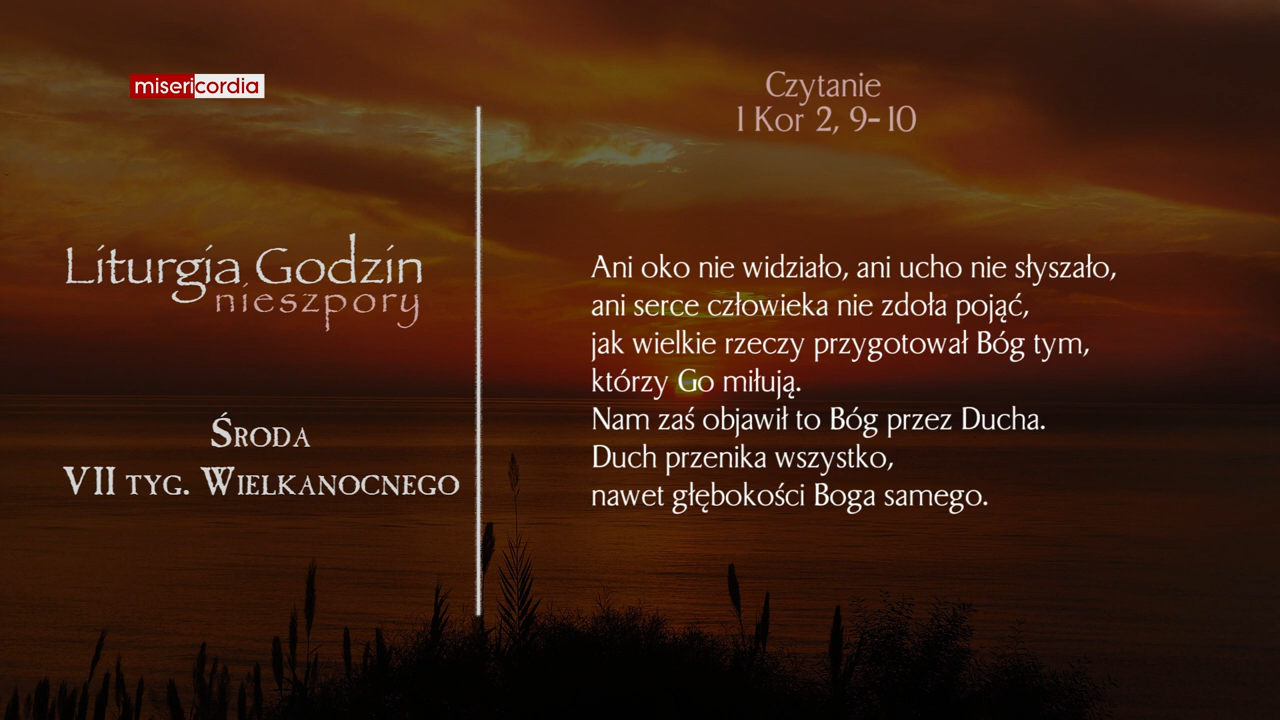 misericordia
Liturgia Godzin
nieszpory
Środa
VII tyg. Wielkanocnego
Czytanie
1 Kor 2, 9-10
Ani oko nie widziało, ani ucho nie słyszało,
ani serce człowieka nie zdoła pojąć,
jak wielkie rzeczy przygotował Bóg tym,
którzy Go miłują.
Nam zaś objawił to Bóg przez Ducha.
Duch przenika wszystko,
nawet głębokości Boga samego.